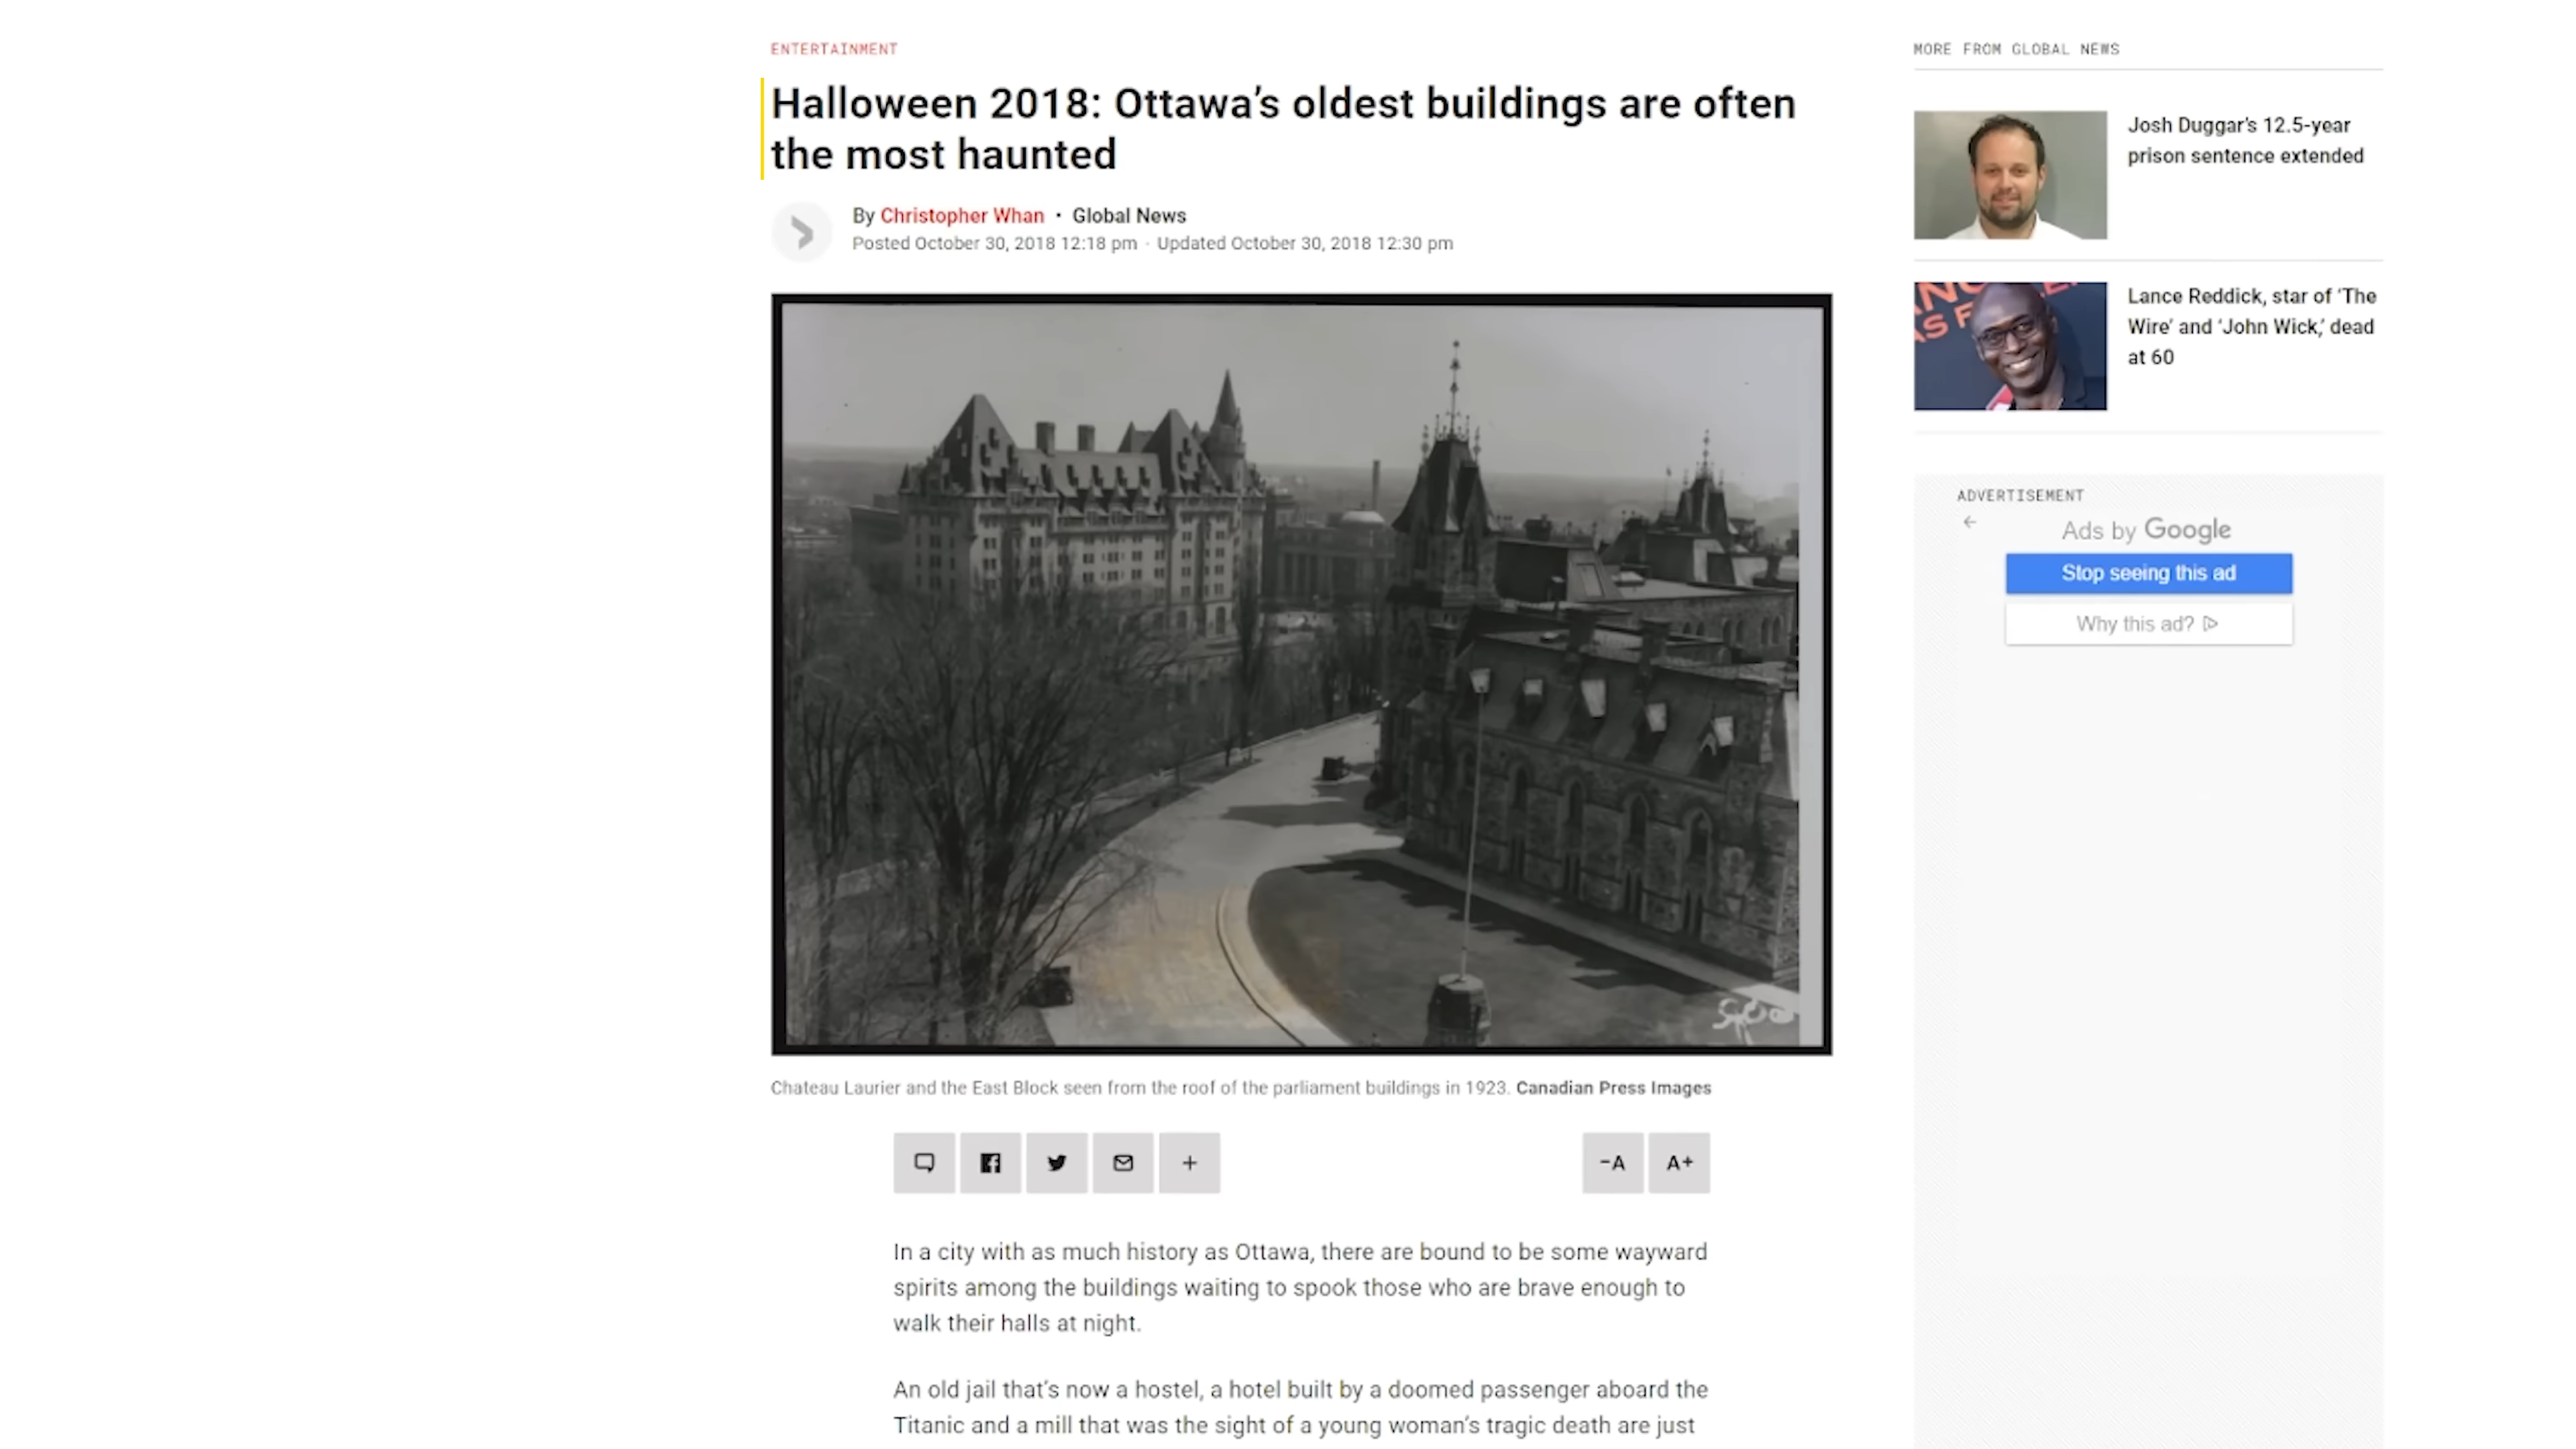 ENTERTAINMENT
Halloween 2018: Ottawa’s oldest buildings are often
the most haunted
By Christopher Whan • Global News
Posted October 30, 2018 12:18 pm · Updated October 30, 2018 12:30 pm
Chateau Laurier and the East Block seen from the roof of the parliament buildings in 1923. Canadian Press Images
-A
A+
In a city with as much history as Ottawa, there are bound to be some wayward
spirits among the buildings waiting to spook those who are brave enough to
walk their halls at night.
An old jail that’s now a hostel, a hotel built by a doomed passenger aboard the
Titanic and a mill that was the sight of a young woman’s tragic death are just
MORE FROM GLOBAL NEWS
Josh Duggar’s 12.5-year
prison sentence extended
Lance Reddick, star of ‘The
Wire’ and ‘John Wick,’ dead
at 60
ADVERTISEMENT
Ads by Google
Stop seeing this ad
Why this ad?